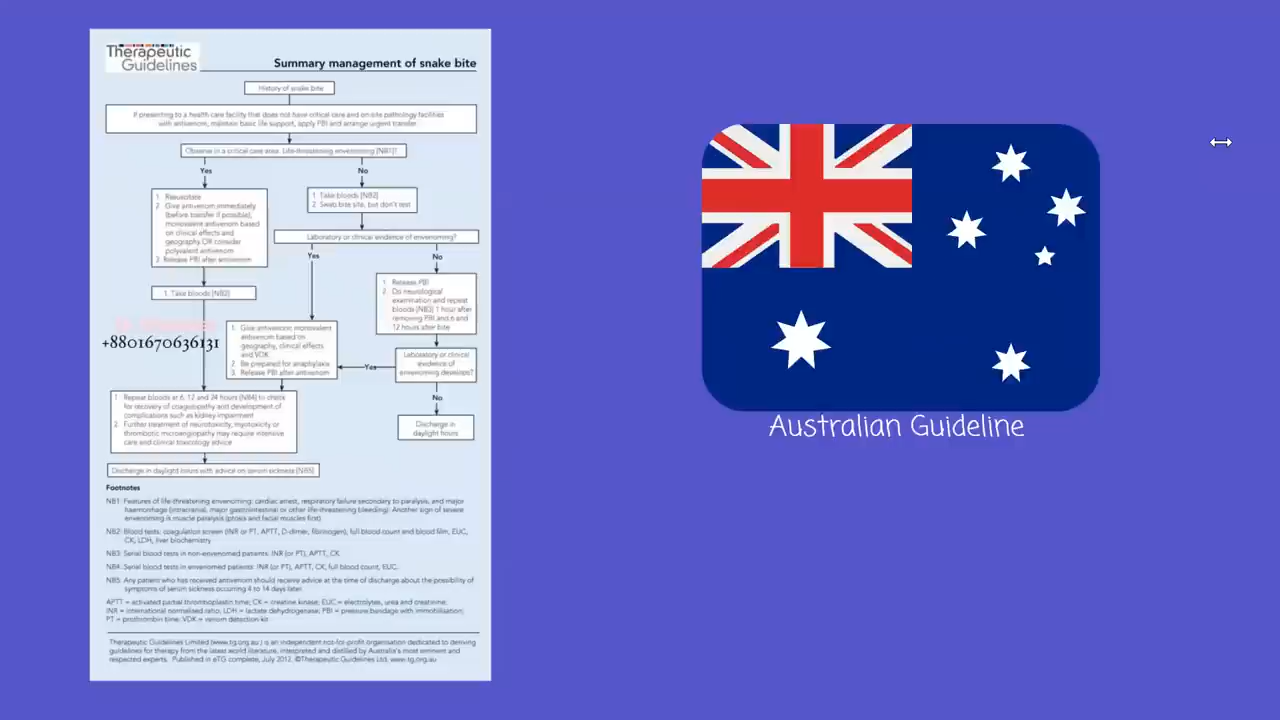 Therapeutic
Guidelines
Summary management of snake bite
History of snake bite
If presenting to a health care facility that does not have critical care and on-site pathology facilities
with antivenom, maintain basic life support, apply PBI and arrange urgent transfer
Observe in a critical care area. Life-threatening envenoming [NB1]?
Yes
No
1 Resuscitate
2 Give antivenom immediately
(before transfer if possible),
monovalent antivenom based
on clinical effects and
geography OR consider
polyvalent antivenom
3 Release PBI after antivenom
1 Take bloods [NB2]
2 Swab bite site, but don't test
Laboratory or clinical evidence of envenoming?
Yes
No
1. Take bloods [NB2]
1 Release PBI
2 Do neurological
examination and repeat
bloods [NB3] 1 hour after
removing PBI and 6 and
12 hours after bite
+8801670636131
1 Give antivenom: monovalent
antivenom based on
geography, clinical effects
and VDK
2 Be prepared for anaphylaxis
3 Release PBI after antivenom
Yes
Laboratory or clinical
evidence of
envenoming develops?
No
1 Repeat bloods at 6, 12 and 24 hours [NB4] to check
for recovery of coagulopathy and development of
complications such as kidney impairment
2 Further treatment of neurotoxicity, myotoxicity or
thrombotic microangiopathy may require intensive
care and clinical toxicology advice
Discharge in
daylight hours
Discharge in daylight hours with advice on serum sickness [NB5]
Footnotes
NB1: Features of life-threatening envenoming: cardiac arrest, respiratory failure secondary to paralysis, and major
haemorrhage (intracranial, major gastrointestinal or other life-threatening bleeding). Another sign of severe
envenoming is muscle paralysis (ptosis and facial muscles first)
NB2: Blood tests: coagulation screen (INR or PT, APTT, D-dimer, fibrinogen), full blood count and blood film, EUC,
CK, LDH, liver biochemistry
NB3: Serial blood tests in non-envenomed patients: INR (or PT), APTT, CK
NB4: Serial blood tests in envenomed patients: INR (or PT), APTT, CK, full blood count, EUC.
NB5: Any patient who has received antivenom should receive advice at the time of discharge about the possibility of
symptoms of serum sickness occurring 4 to 14 days later
APTT = activated partial thromboplastin time; CK = creatine kinase; EUC = electrolytes, urea and creatinine;
INR = international normalised ratio; LDH = lactate dehydrogenase; PBI = pressure bandage with immobilisation;
PT = prothrombin time; VDK = venom detection kit
Therapeutic Guidelines Limited (www.tg.org.au ) is an independent not-for-profit organisation dedicated to deriving
guidelines for therapy from the latest world literature, interpreted and distilled by Australia's most eminent and
respected experts. Published in eTG complete, July 2012. ©Therapeutic Guidelines Ltd. www.tg.org.au
Australian Guideline